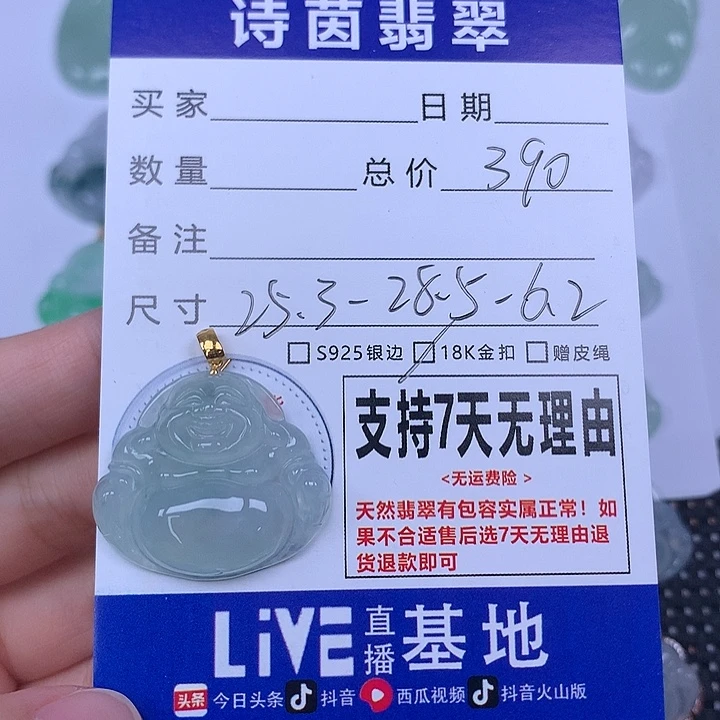 诗茵翡翠
买家 日期
数量 总价 390
备注
尺寸 25.3-28.5-6.2
S925银边 18K金扣 赠皮绳
支持7天无理由
<无运费险>
天然翡翠有包容实属正常！如
果不合适售后选7天无理由退
货退款即可
LiVE 直播 基地
头条 今日头条 抖音 西瓜视频 抖音火山版